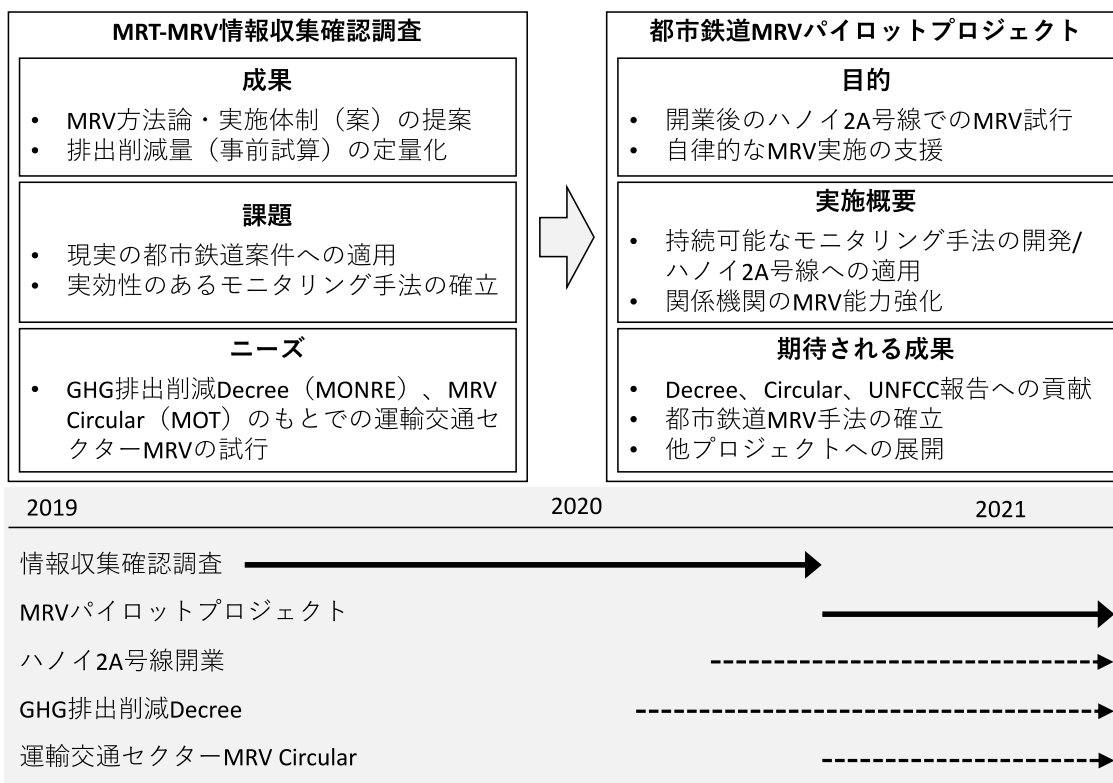 MRT-MRV情報収集確認調査
成果
• MRV方法論・実施体制（案）の提案
• 排出削減量（事前試算）の定量化
課題
• 現実の都市鉄道案件への適用
• 実効性のあるモニタリング手法の確立
ニーズ
• GHG排出削減Decree（MONRE）、MRV
Circular（MOT）のもとでの運輸交通セ
クターMRVの試行
都市鉄道MRVパイロットプロジェクト
目的
• 開業後のハノイ2A号線でのMRV試行
• 自律的なMRV実施の支援
実施概要
• 持続可能なモニタリング手法の開発/
ハノイ2A号線への適用
• 関係機関のMRV能力強化
期待される成果
• Decree、Circular、UNFCC報告への貢献
• 都市鉄道MRV手法の確立
• 他プロジェクトへの展開
2019 2020 2021
情報収集確認調査
MRVパイロットプロジェクト
ハノイ2A号線開業
GHG排出削減Decree
運輸交通セクターMRV Circular